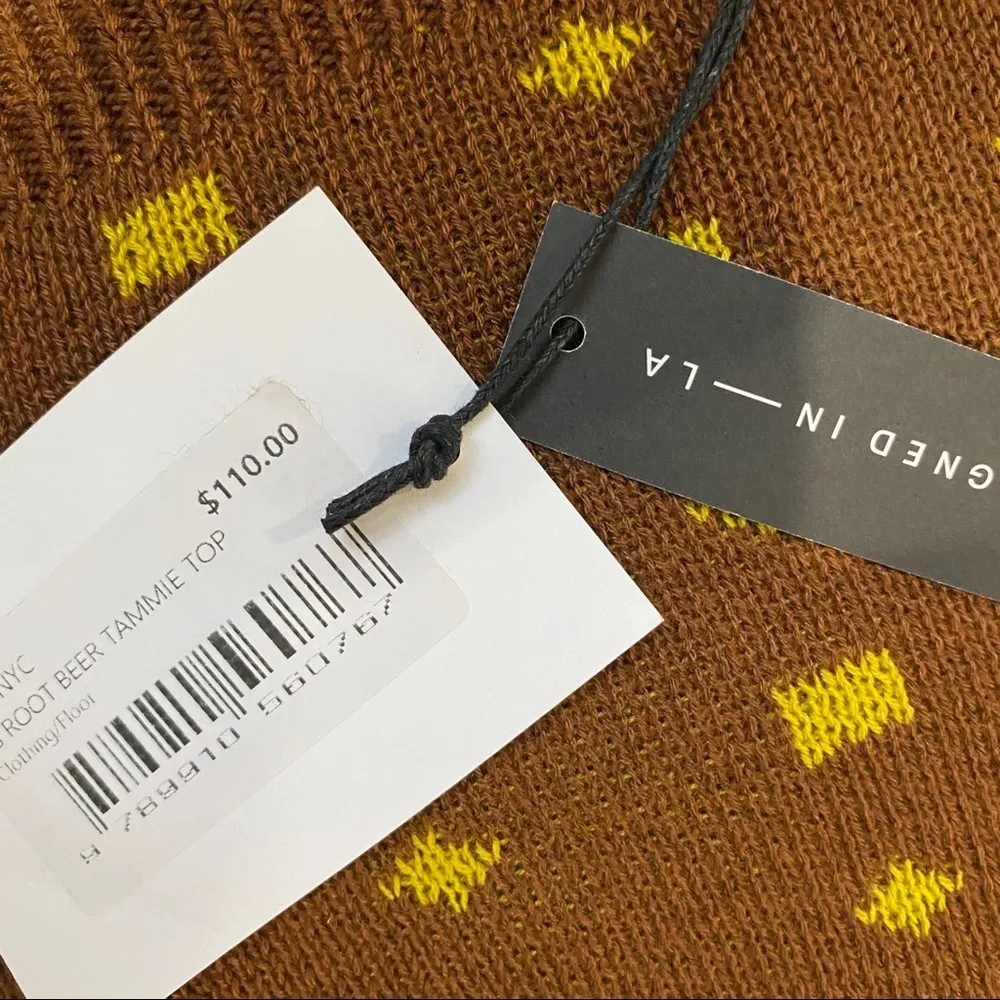 $110.00
NYC
ROOT BEER TAMMIE TOP
Clothing/Floor
9 789910 560767
GNED IN — LA